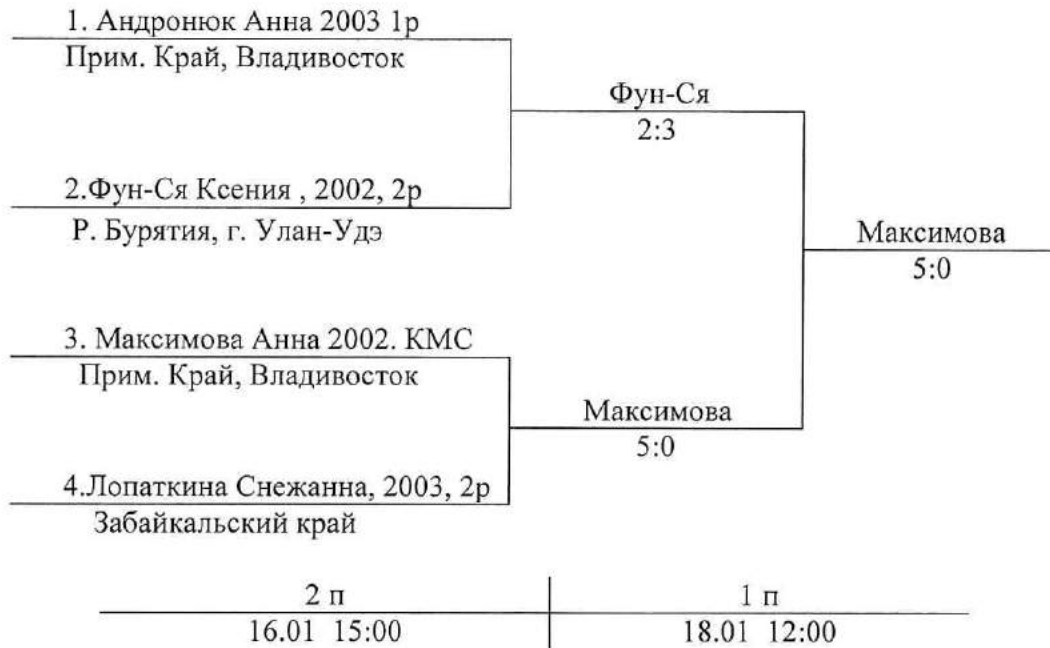 1. Андронюк Анна 2003 1р
Прим. Край, Владивосток
Фун-Ся
2:3
2.Фун-Ся Ксения , 2002, 2р
Р. Бурятия, г. Улан-Удэ
Максимова
5:0
3. Максимова Анна 2002. КМС
Прим. Край, Владивосток
Максимова
5:0
4.Лопаткина Снежанна, 2003, 2р
Забайкальский край
2 п 1 п
16.01 15:00 18.01 12:00